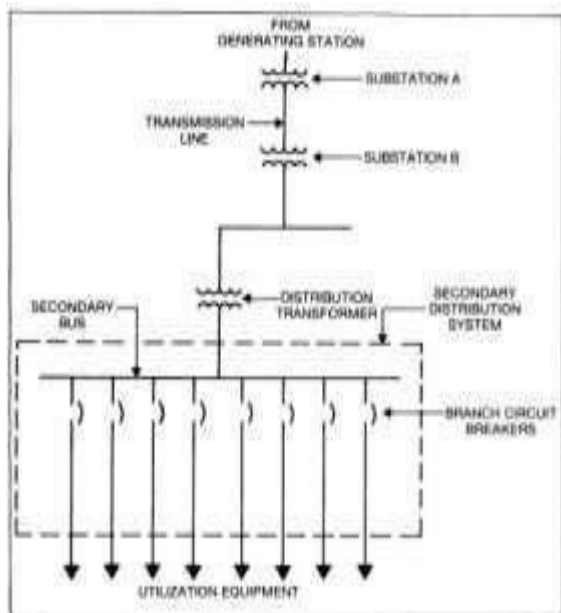 FROM
GENERATING STATION
SUBSTATION A
TRANSMISSION
LINE
SUBSTATION B
DISTRIBUTION
TRANSFORMER
SECONDARY
BUS
SECONDARY
DISTRIBUTION
SYSTEM
BRANCH CIRCUIT
BREAKERS
UTILIZATION EQUIPMENT